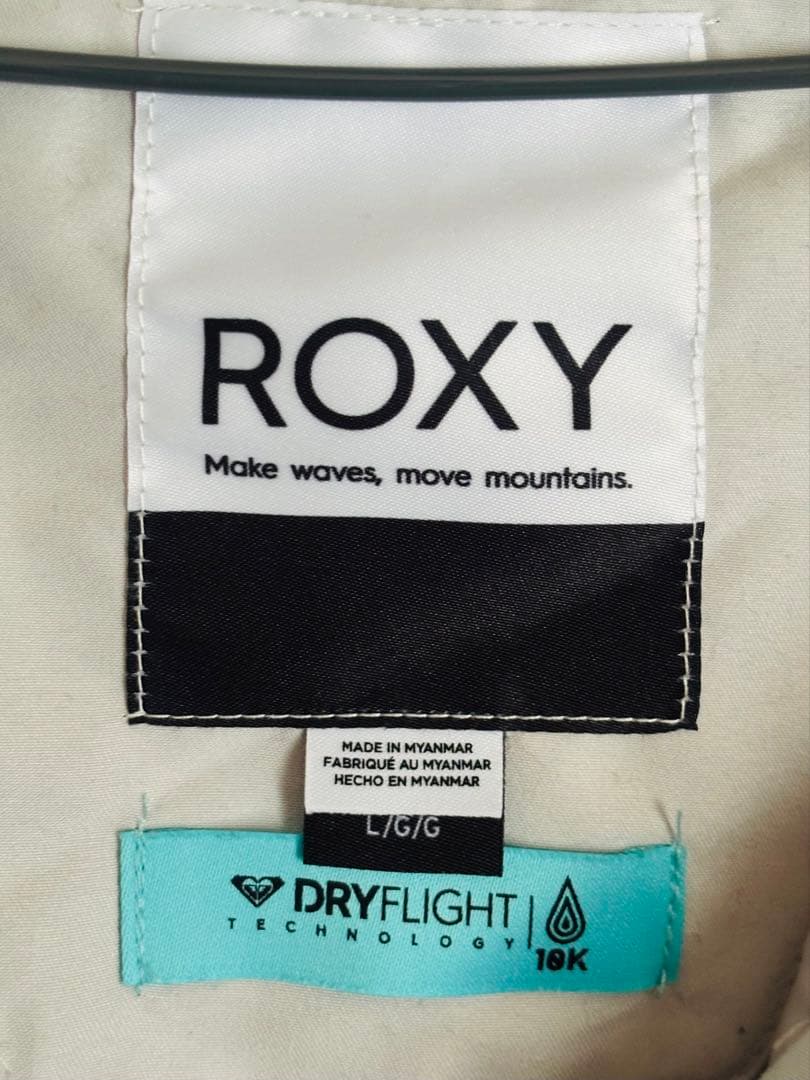 ROXY
Make waves, move mountains.
MADE IN MYANMAR
FABRIQUÉ AU MYANMAR
HECHO EN MYANMAR
L/G/G
DRYFLIGHT
TECHNOLOGY
10K